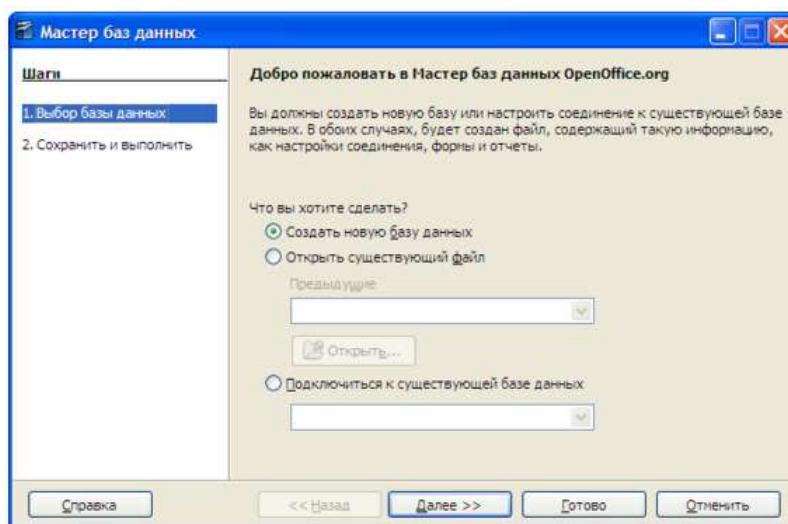 Мастер баз данных
Шаги
1. Выбор базы данных
2. Сохранить и выполнить
Добро пожаловать в Мастер баз данных OpenOffice.org
Вы должны создать новую базу или настроить соединение к существующей базе
данных. В обоих случаях, будет создан файл, содержащий такую информацию,
как настройки соединения, формы и отчеты.
Что вы хотите сделать?
Создать новую базу данных
Открыть существующий файл
Предыдущие
Открыть...
Подключиться к существующей базе данных
Справка
<< Назад
Далее >>
Готово
Отменить